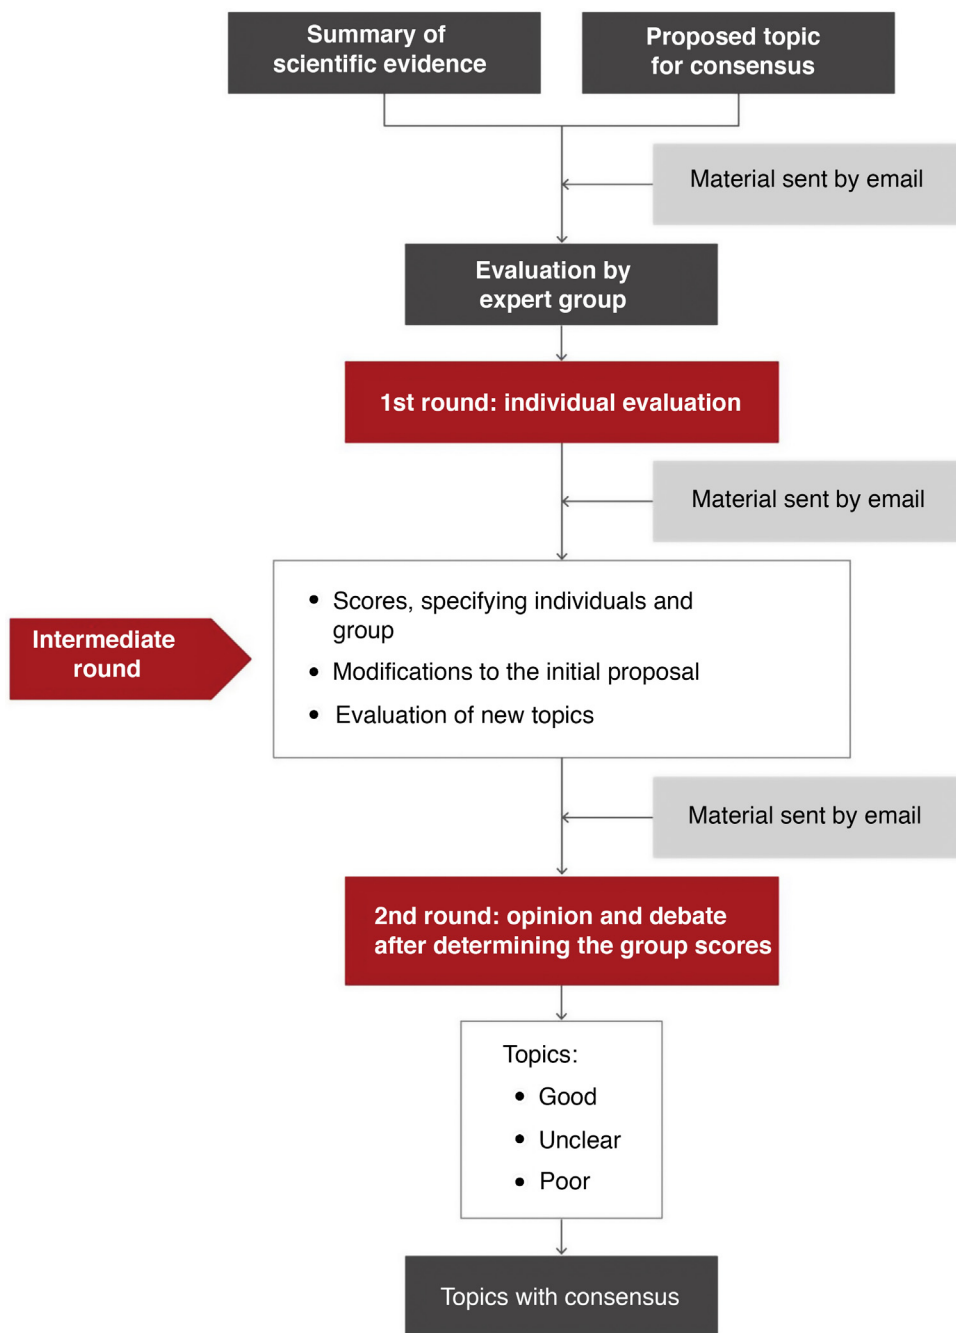 Summary of
scientific evidence
Proposed topic
for consensus
Material sent by email
Evaluation by
expert group
1st round: individual evaluation
Material sent by email
Intermediate
round
• Scores, specifying individuals and
group
• Modifications to the initial proposal
• Evaluation of new topics
Material sent by email
2nd round: opinion and debate
after determining the group scores
Topics:
• Good
• Unclear
• Poor
Topics with consensus